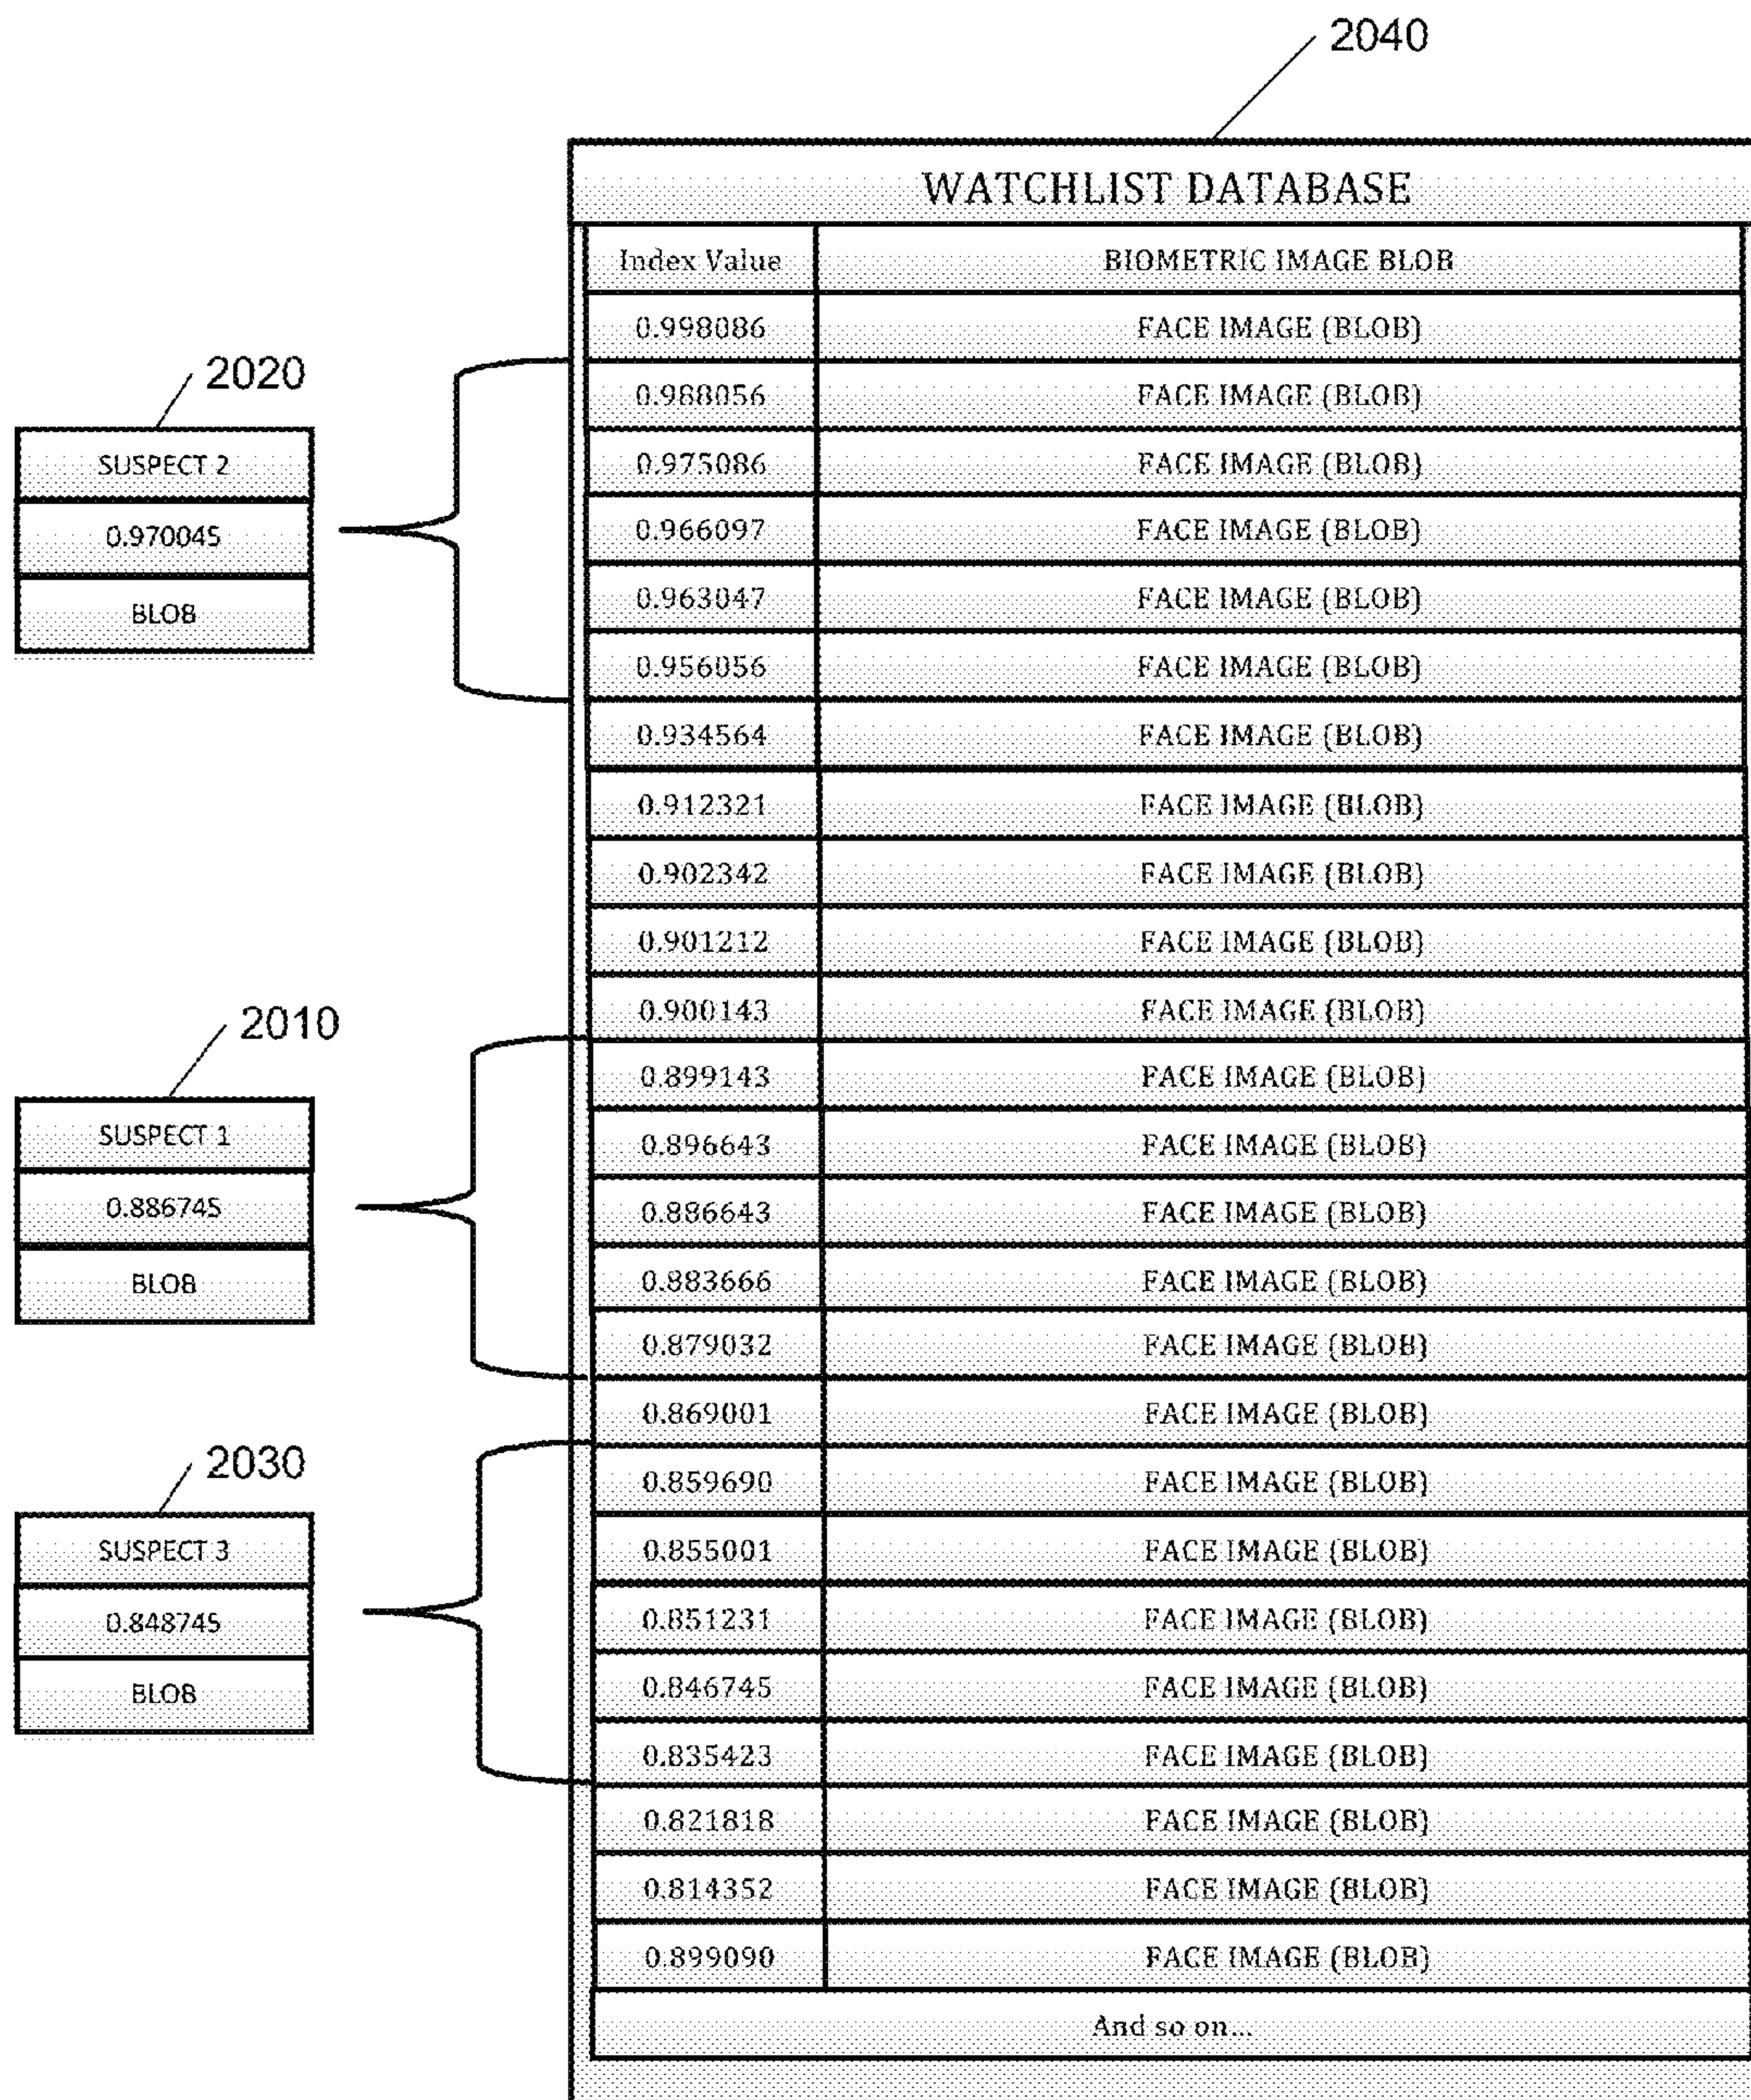 2040
WATCHLIST DATABASE
Index Value BIOMETRIC IMAGE BLOB
0.998086 FACE IMAGE (BLOB)
0.988056 FACE IMAGE (BLOB)
0.975086 FACE IMAGE (BLOB)
0.966097 FACE IMAGE (BLOB)
0.963047 FACE IMAGE (BLOB)
0.956056 FACE IMAGE (BLOB)
0.934564 FACE IMAGE (BLOB)
0.912321 FACE IMAGE (BLOB)
0.902342 FACE IMAGE (BLOB)
0.901212 FACE IMAGE (BLOB)
0.900143 FACE IMAGE (BLOB)
0.899143 FACE IMAGE (BLOB)
0.896643 FACE IMAGE (BLOB)
0.886643 FACE IMAGE (BLOB)
0.883666 FACE IMAGE (BLOB)
0.879032 FACE IMAGE (BLOB)
0.869001 FACE IMAGE (BLOB)
0.859690 FACE IMAGE (BLOB)
0.855001 FACE IMAGE (BLOB)
0.851231 FACE IMAGE (BLOB)
0.846745 FACE IMAGE (BLOB)
0.835423 FACE IMAGE (BLOB)
0.821818 FACE IMAGE (BLOB)
0.814352 FACE IMAGE (BLOB)
0.899090 FACE IMAGE (BLOB)
And so on...
2020
SUSPECT 2
0.970045
BLOB
2010
SUSPECT 1
0.886745
BLOB
2030
SUSPECT 3
0.848745
BLOB